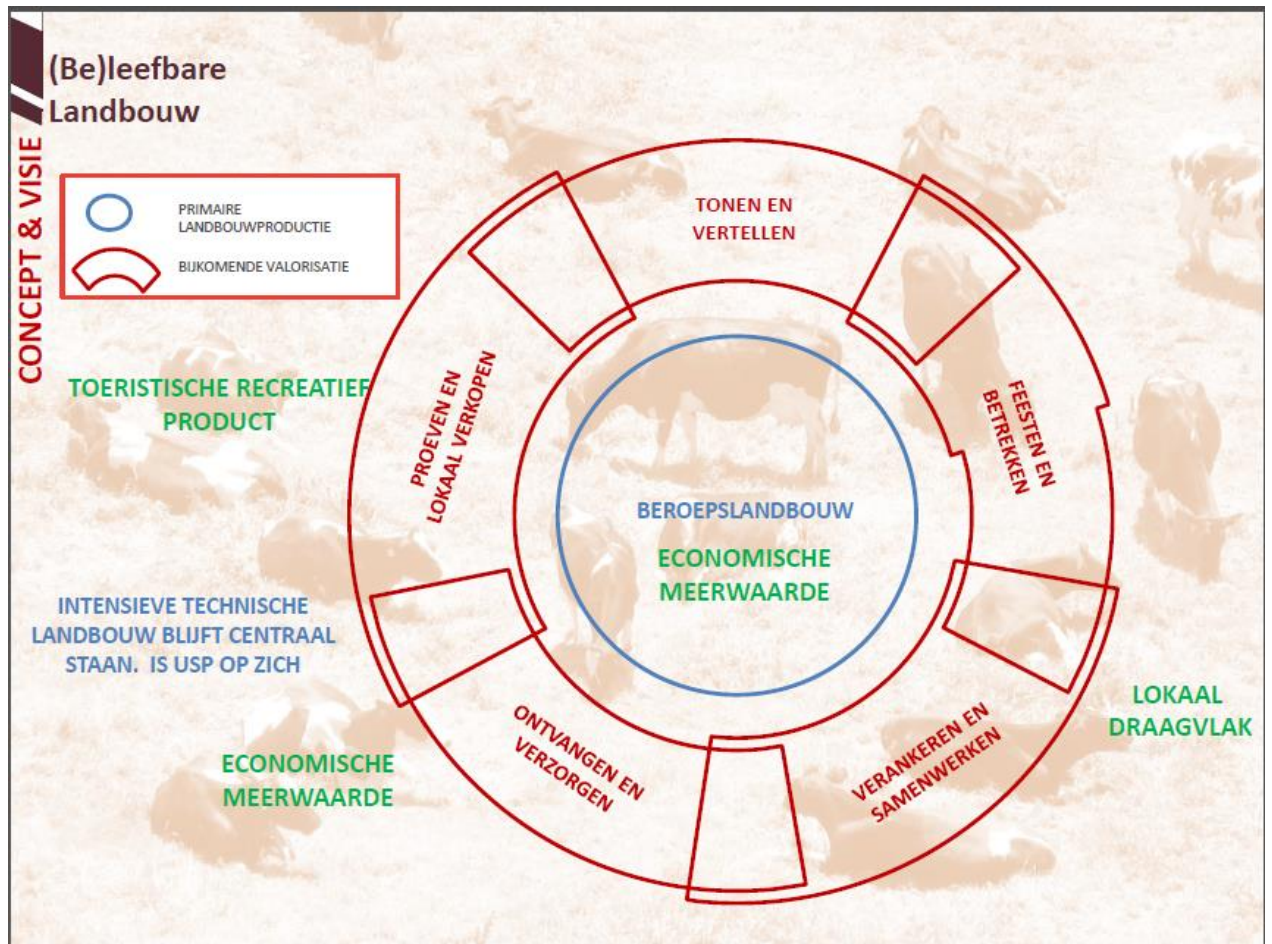 (Be)leefbare
Landbouw
CONCEPT & VISIE
PRIMAIRE
LANDBOUWPRODUCTIE
BIJKOMENDE VALORISATIE
TONEN EN
VERTELLEN
FEESTEN EN
BETREKKEN
PROEVEN EN
LOKAAL VERKOPEN
TOERISTISCHE RECREATIEF
PRODUCT
BEROEPSLANDBOUW
ECONOMISCHE
MEERWAARDE
INTENSIEVE TECHNISCHE
LANDBOUW BLIJFT CENTRAAL
STAAN. IS USP OP ZICH
ONTVANGEN EN
VERZORGEN
VERANKEREN EN
SAMENWERKEN
LOKAAL
DRAAGVLAK
ECONOMISCHE
MEERWAARDE